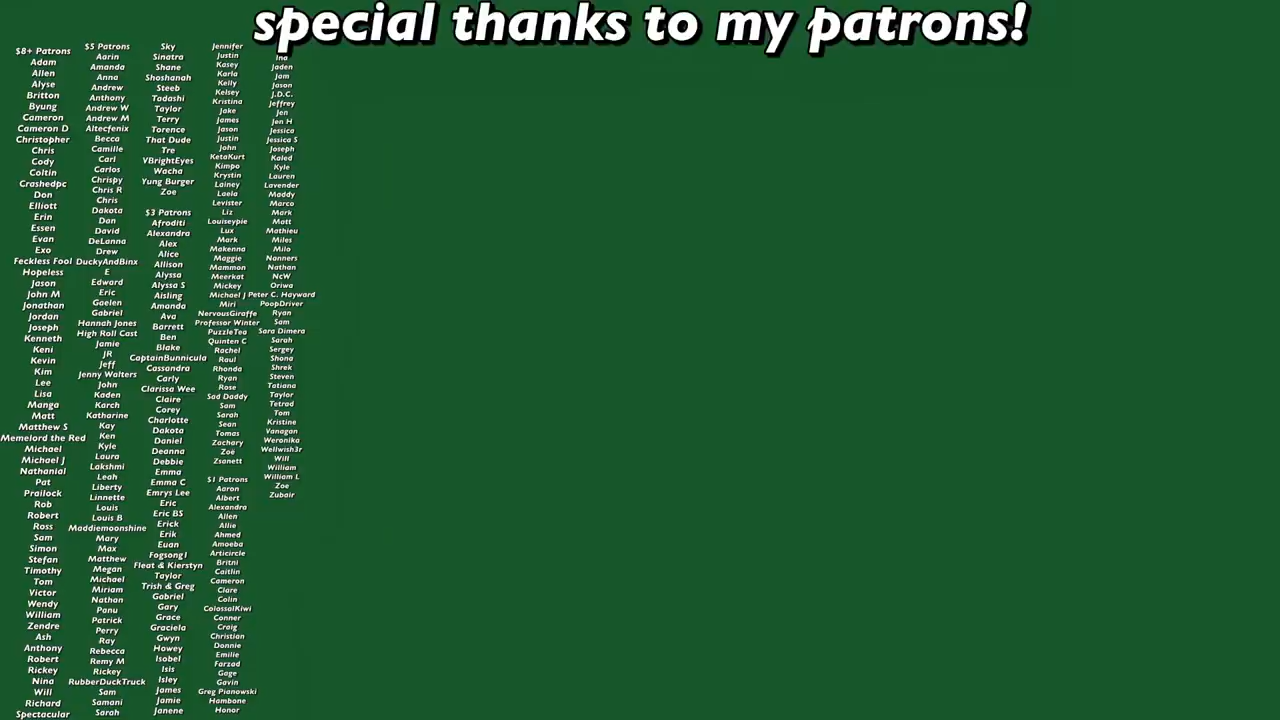 special thanks to my patrons!
$8+ Patrons
Adam
Allen
Alyse
Britton
Byung
Cameron
Cameron D
Christopher
Chris
Cody
Coltin
Crashedpc
Don
Elliott
Erin
Essen
Evan
Exo
Feckless Fool
Hopeless
Jason
John M
Jonathan
Jordan
Joseph
Kenneth
Keni
Kevin
Kim
Lee
Lisa
Manga
Matt
Matthew S
Memelord the Red
Michael
Michael J
Nathanial
Pat
Prailock
Rob
Robert
Ross
Sam
Simon
Stefan
Timothy
Tom
Victor
Wendy
William
Zendre
Ash
Anthony
Robert
Rickey
Nina
Will
Richard
Spectacular
$5 Patrons
Aarin
Amanda
Anna
Andrew
Anthony
Andrew W
Andrew M
Altecfenix
Becca
Camille
Carl
Carlos
Chrispy
Chris R
Chris
Dakota
Dan
David
DeLanna
Drew
DuckyAndBinx
E
Edward
Eric
Gaelen
Gabriel
Hannah Jones
High Roll Cast
Jamie
JR
Jeff
Jenny Walters
John
Kaden
Karch
Katharine
Kay
Ken
Kyle
Laura
Lakshmi
Leah
Liberty
Linnette
Louis
Louis B
Maddiemoonshine
Mary
Max
Matthew
Megan
Michael
Miriam
Nathan
Panu
Patrick
Perry
Ray
Rebecca
Remy M
Rickey
RubberDuckTruck
Sam
Samani
Sarah
Sky
Sinatra
Shane
Shoshanah
Steeb
Tadashi
Taylor
Terry
Torence
That Dude
Tre
VBrightEyes
Wacha
Yung Burger
Zoe
$3 Patrons
Afroditi
Alexandra
Alex
Alice
Allison
Alyssa
Alyssa S
Aisling
Amanda
Ava
Barrett
Ben
Blake
CaptainBunnicula
Cassandra
Carly
Clarissa Wee
Claire
Corey
Charlotte
Dakota
Daniel
Deanna
Debbie
Emma
Emma C
Emrys Lee
Eric
Eric BS
Erick
Erik
Euan
Fogsong1
Fleat & Kierstyn
Taylor
Trish & Greg
Gabriel
Gary
Grace
Graciela
Gwyn
Howey
Isobel
Isis
Isley
James
Jamie
Janene
Jennifer
Justin
Kasey
Karla
Kelly
Kelsey
Kristina
Jake
James
Jason
Justin
John
KetaKurt
Kimpo
Krystin
Lainey
Laela
Levister
Liz
Louiseypie
Lux
Mark
Makenna
Maggie
Mammon
Meerkat
Mickey
Michael J
Miri
NervousGiraffe
Professor Winter
PuzzleTea
Quinten C
Rachel
Raul
Rhonda
Ryan
Rose
Sad Daddy
Sam
Sarah
Sean
Tomas
Zachary
Zoë
Zsanett
$1 Patrons
Aaron
Albert
Alexandra
Allen
Allie
Ahmed
Amoeba
Articircle
Britni
Caitlin
Cameron
Clare
Colin
ColossalKiwi
Conner
Craig
Christian
Donnie
Emilie
Farzad
Gage
Gavin
Greg Pianowski
Hambone
Honor
Ina
Jaden
Jam
Jason
J.D.C.
Jeffrey
Jen
Jen H
Jessica
Jessica S
Joseph
Kaled
Kyle
Lauren
Lavender
Maddy
Marco
Mark
Matt
Mathieu
Miles
Milo
Nanners
Nathan
NcW
Oriwa
Peter C. Hayward
PoopDriver
Ryan
Sam
Sara Dimera
Sarah
Sergey
Shona
Shrek
Steven
Tatiana
Taylor
Tetrad
Tom
Kristine
Vanagan
Weronika
Wellwish3r
Will
William
William L
Zoe
Zubair